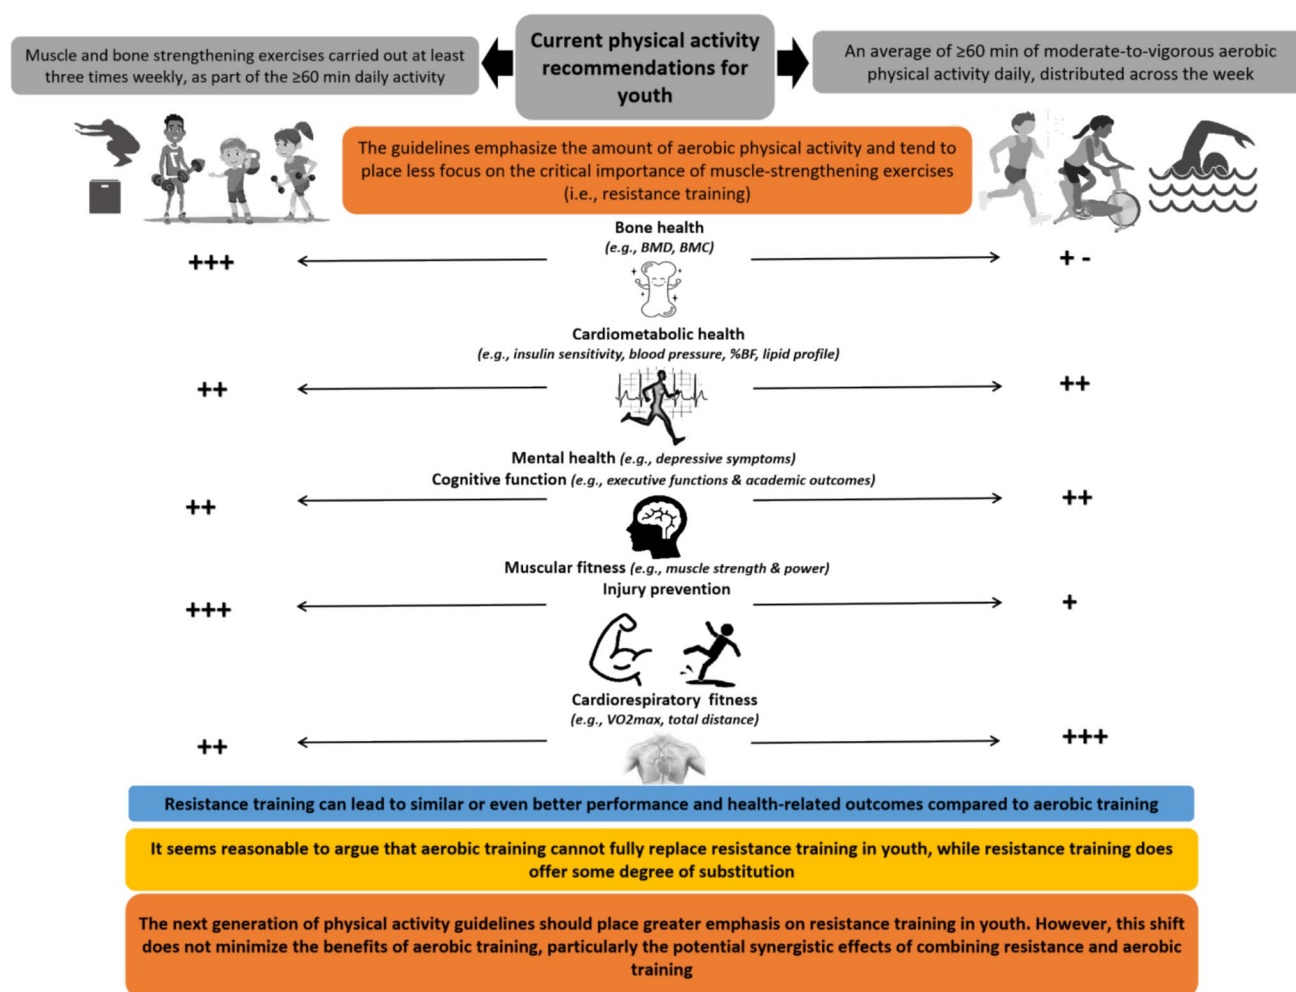 Current physical activity
recommendations for
youth
Muscle and bone strengthening exercises carried out at least
three times weekly, as part of the ≥60 min daily activity
An average of ≥60 min of moderate-to-vigorous aerobic
physical activity daily, distributed across the week
The guidelines emphasize the amount of aerobic physical activity and tend to
place less focus on the critical importance of muscle-strengthening exercises
(i.e., resistance training)
Bone health
(e.g., BMD, BMC)
+++
+ -
Cardiometabolic health
(e.g., insulin sensitivity, blood pressure, %BF, lipid profile)
++
++
Mental health (e.g., depressive symptoms)
Cognitive function (e.g., executive functions & academic outcomes)
++
++
Muscular fitness (e.g., muscle strength & power)
Injury prevention
+++
+
Cardiorespiratory fitness
(e.g., VO2max, total distance)
++
+++
Resistance training can lead to similar or even better performance and health-related outcomes compared to aerobic training
It seems reasonable to argue that aerobic training cannot fully replace resistance training in youth, while resistance training does
offer some degree of substitution
The next generation of physical activity guidelines should place greater emphasis on resistance training in youth. However, this shift
does not minimize the benefits of aerobic training, particularly the potential synergistic effects of combining resistance and aerobic
training